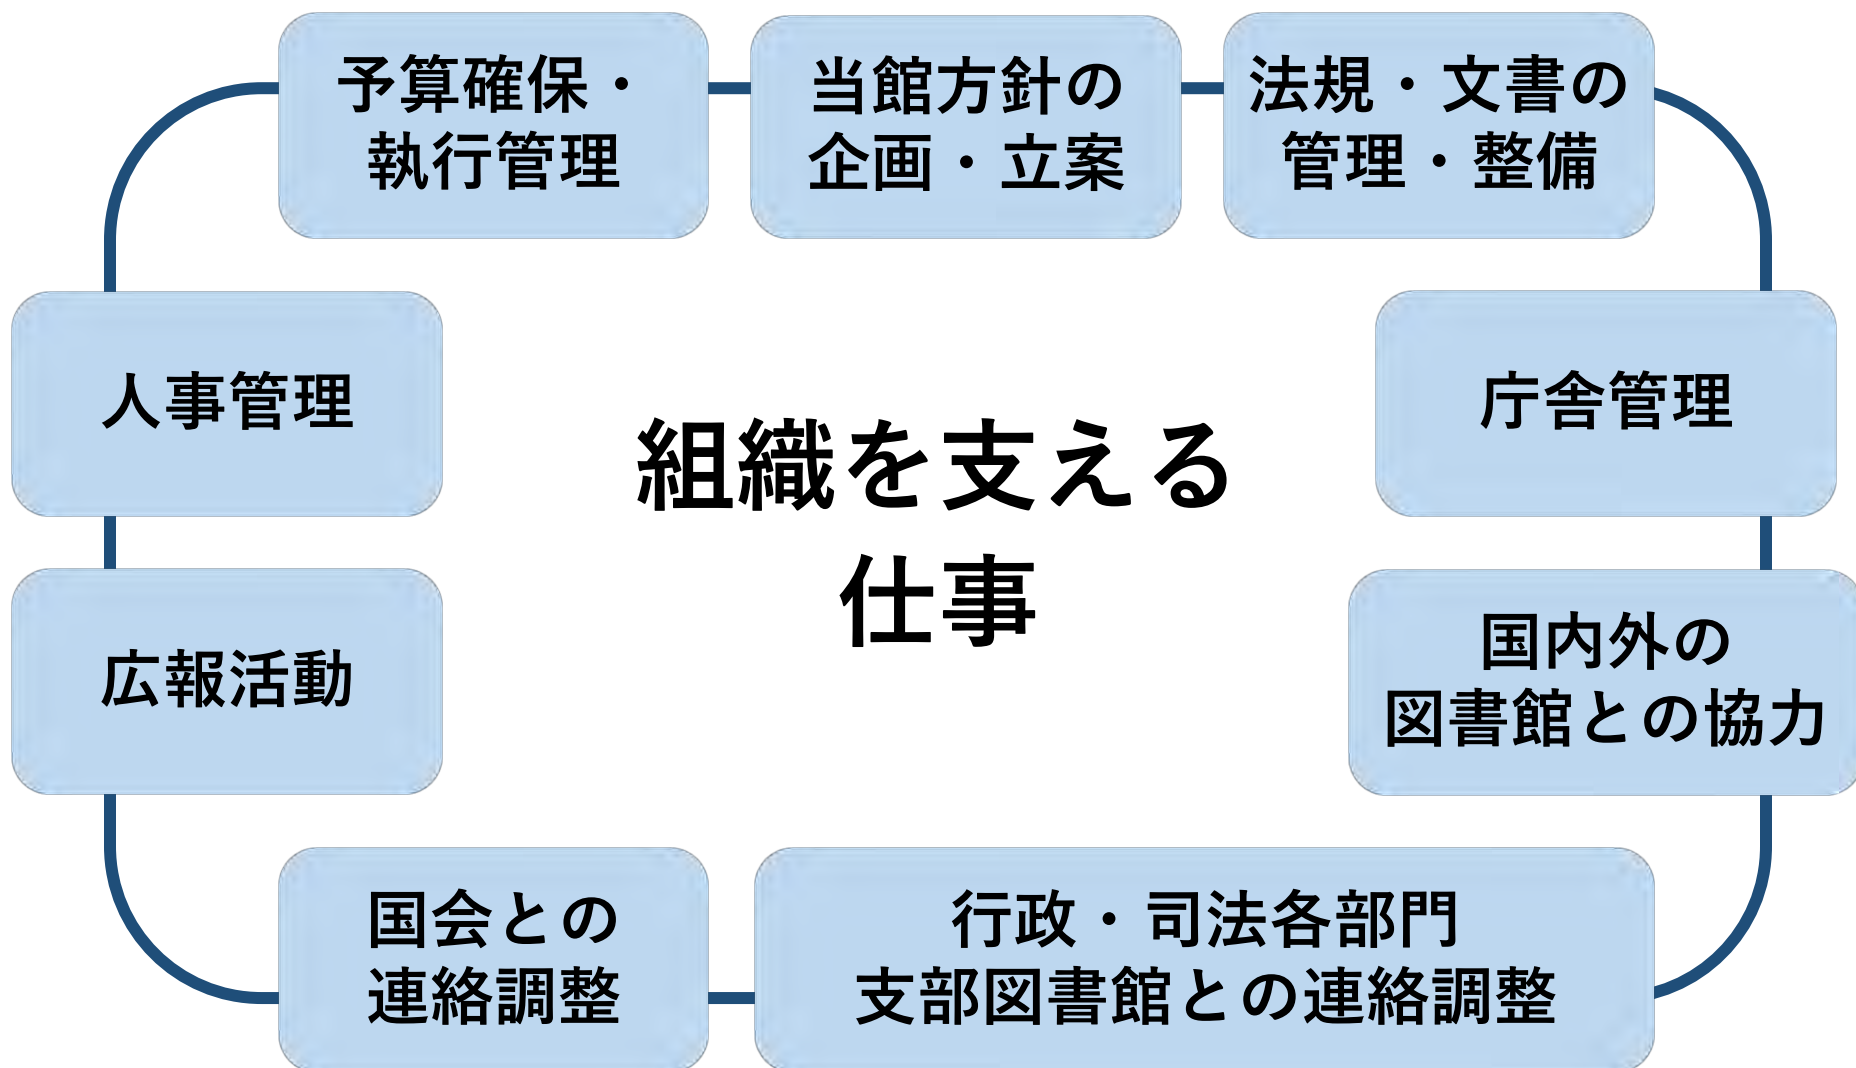 予算確保・
執行管理
当館方針の
企画・立案
法規・文書の
管理・整備
人事管理
庁舎管理
組織を支える
仕事
広報活動
国内外の
図書館との協力
国会との
連絡調整
行政・司法各部門
支部図書館との連絡調整